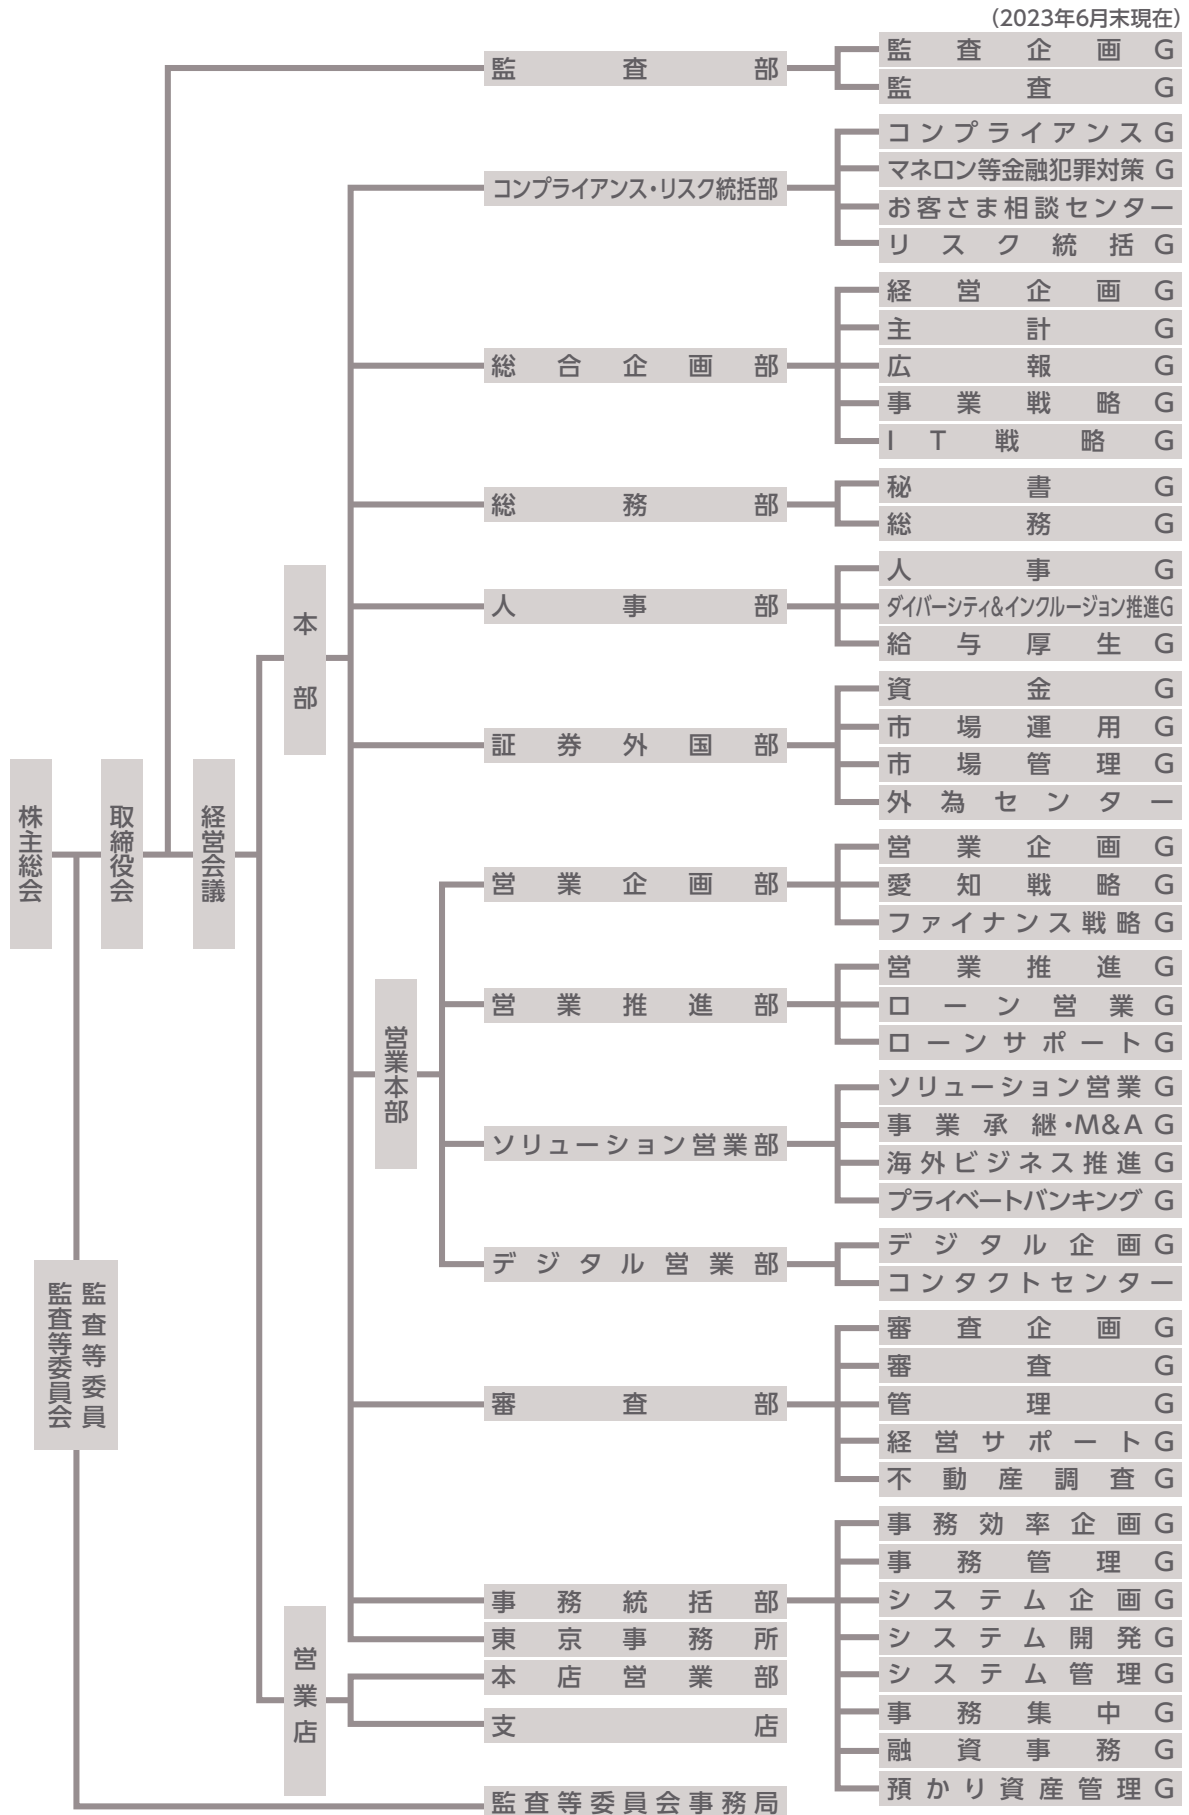 （2023年6月末現在）
株主総会
取締役会
経営会議
監査等委員
監査等委員会
本部
営業本部
営業店
監査部
監査企画G
監査G
コンプライアンス・リスク統括部
コンプライアンスG
マネロン等金融犯罪対策G
お客さま相談センター
リスク統括G
総合企画部
経営企画G
主計G
広報G
事業戦略G
IT戦略G
総務部
秘書G
総務G
人事部
人事G
ダイバーシティ&インクルージョン推進G
給与厚生G
証券外国部
資金G
市場運用G
市場管理G
外為センター
営業企画部
営業企画G
愛知戦略G
ファイナンス戦略G
営業推進部
営業推進G
ローン営業G
ローンサポートG
ソリューション営業部
ソリューション営業G
事業承継・M&AG
海外ビジネス推進G
プライベートバンキングG
デジタル営業部
デジタル企画G
コンタクトセンター
審査部
審査企画G
審査G
管理G
経営サポートG
不動産調査G
事務統括部
事務効率企画G
事務管理G
システム企画G
システム開発G
システム管理G
事務集中G
融資事務G
預かり資産管理G
東京事務所
本店営業部
支店
監査等委員会事務局